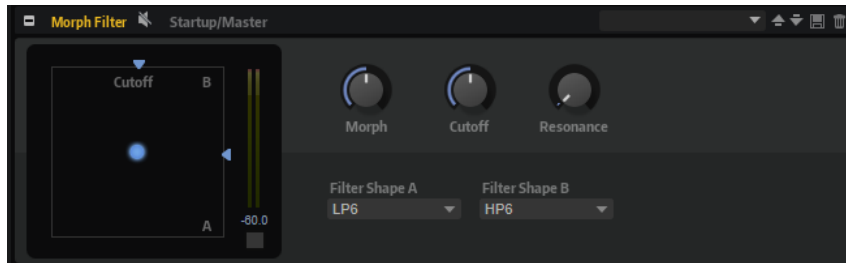 Morph Filter Startup/Master
Cutoff B
Morph Cutoff Resonance
Filter Shape A Filter Shape B
LP6 HP6
A -60.0